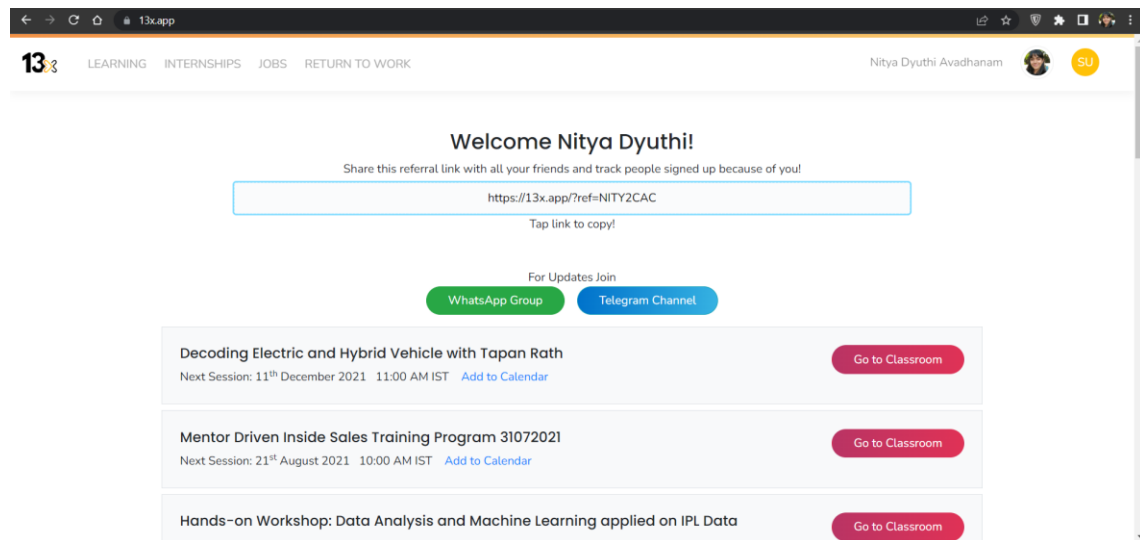 13x.app
13x LEARNING INTERNSHIPS JOBS RETURN TO WORK Nitya Dyuthi Avadhanam SU
Welcome Nitya Dyuthi!
Share this referral link with all your friends and track people signed up because of you!
https://13x.app/?ref=NITY2CAC
Tap link to copy!
For Updates Join
WhatsApp Group Telegram Channel
Decoding Electric and Hybrid Vehicle with Tapan Rath
Go to Classroom
Next Session: 11th December 2021 11:00 AM IST Add to Calendar
Mentor Driven Inside Sales Training Program 31072021
Go to Classroom
Next Session: 21st August 2021 10:00 AM IST Add to Calendar
Hands-on Workshop: Data Analysis and Machine Learning applied on IPL Data
Go to Classroom